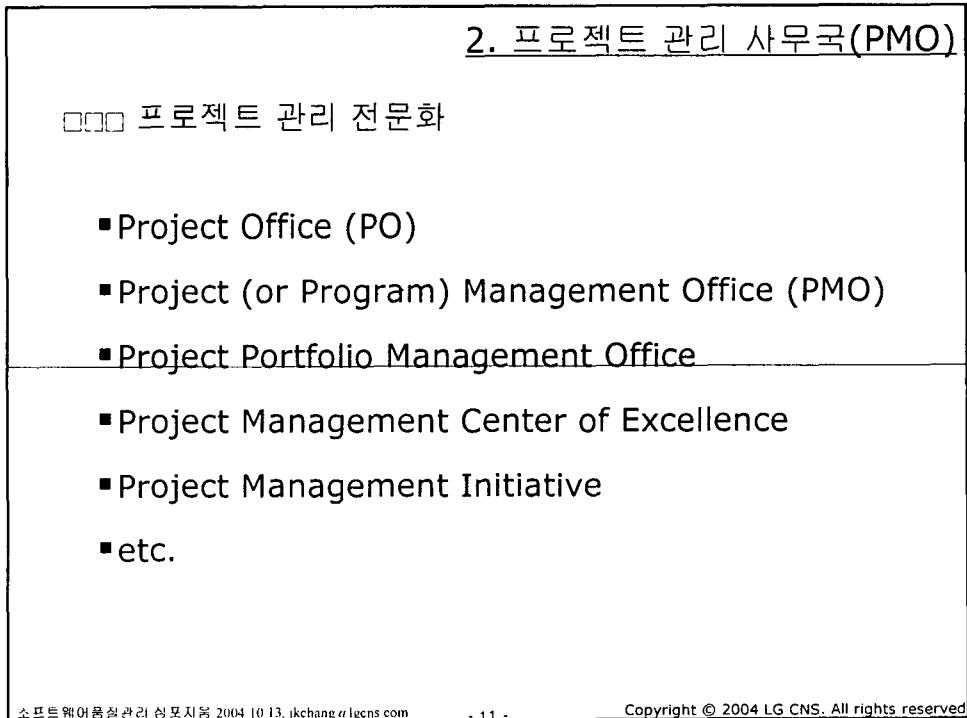 2. 프로젝트 관리 사무국(PMO)
□□□ 프로젝트 관리 전문화
▪Project Office (PO)
▪Project (or Program) Management Office (PMO)
▪Project Portfolio Management Office
▪Project Management Center of Excellence
▪Project Management Initiative
▪etc.
소프트웨어품질관리 심포지움 2004 10 13, jkchang@lgcns com - 11 - Copyright © 2004 LG CNS. All rights reserved